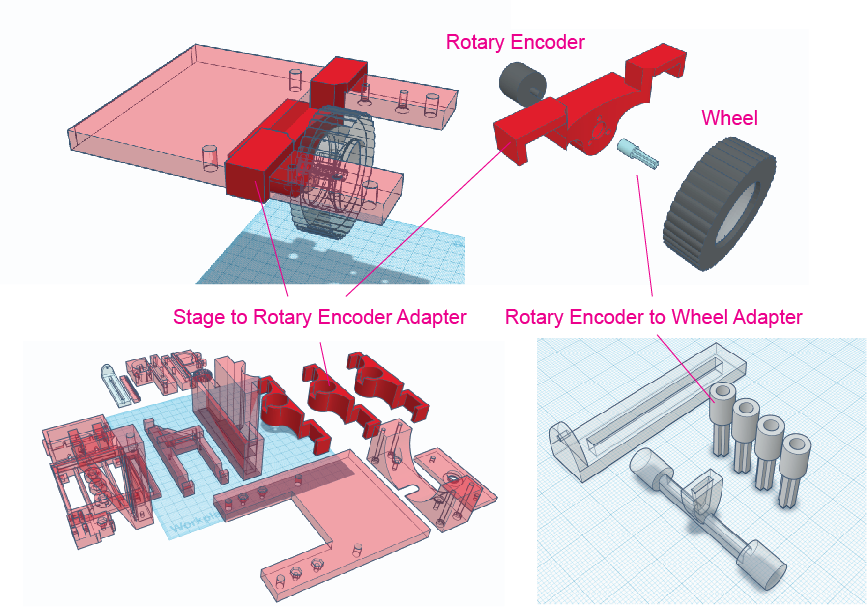 Rotary Encoder
Wheel
Stage to Rotary Encoder Adapter
Rotary Encoder to Wheel Adapter